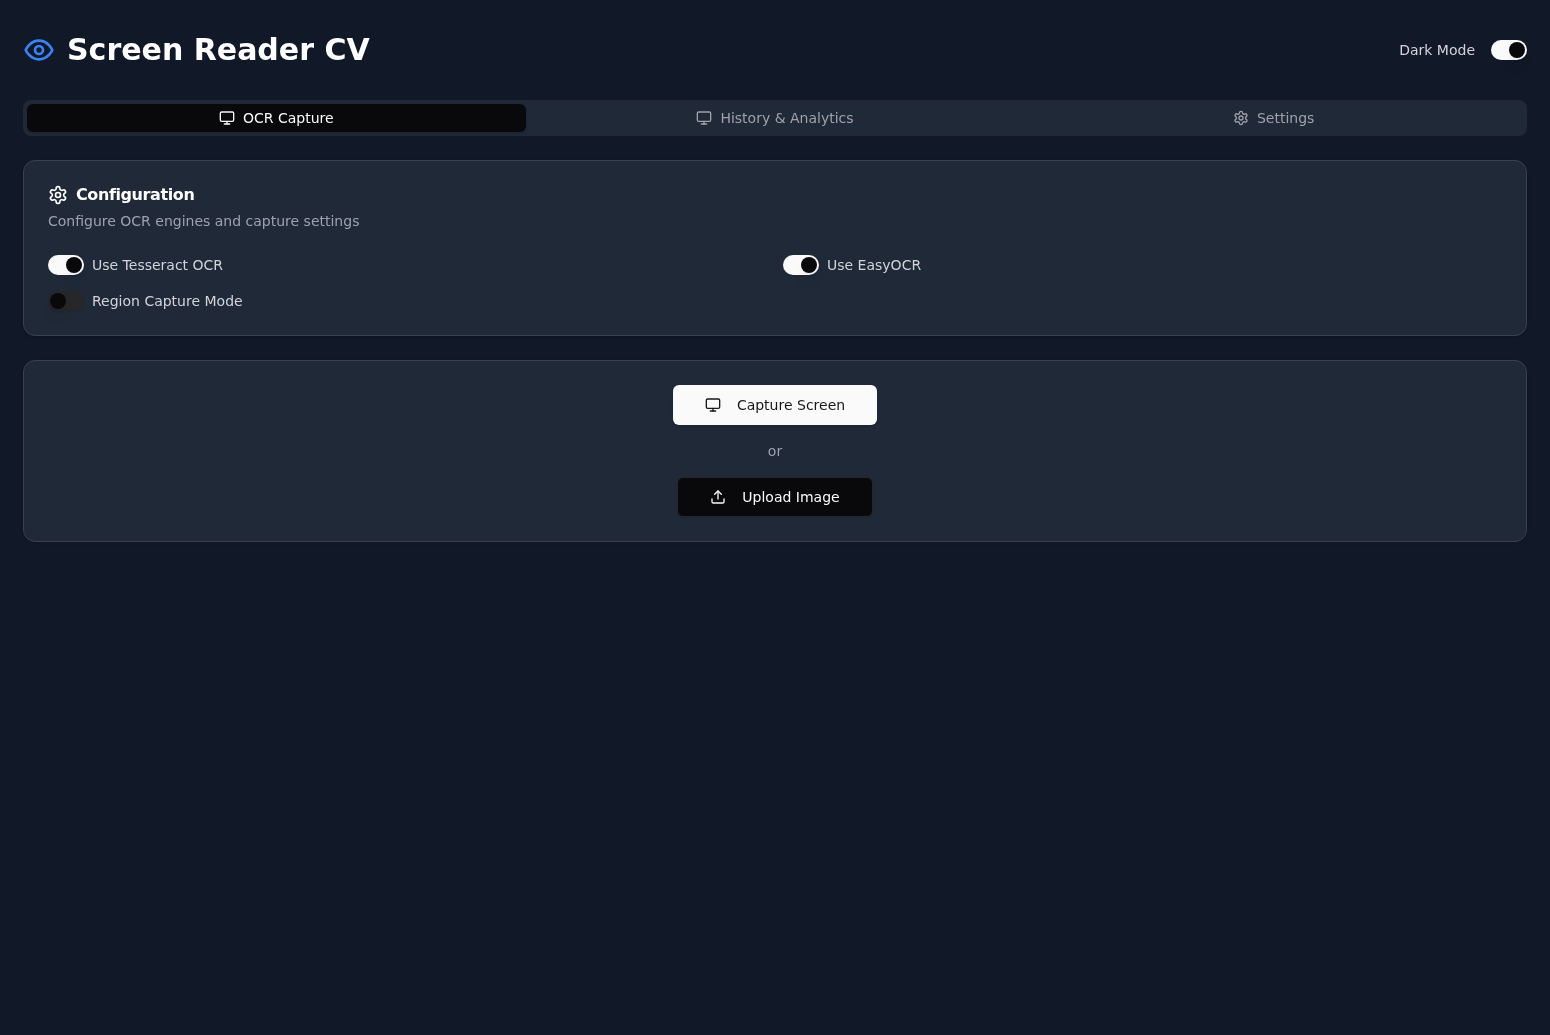 Screen Reader CV
Dark Mode
OCR Capture
History & Analytics
Settings
Configuration
Configure OCR engines and capture settings
Use Tesseract OCR
Use EasyOCR
Region Capture Mode
Capture Screen
or
Upload Image